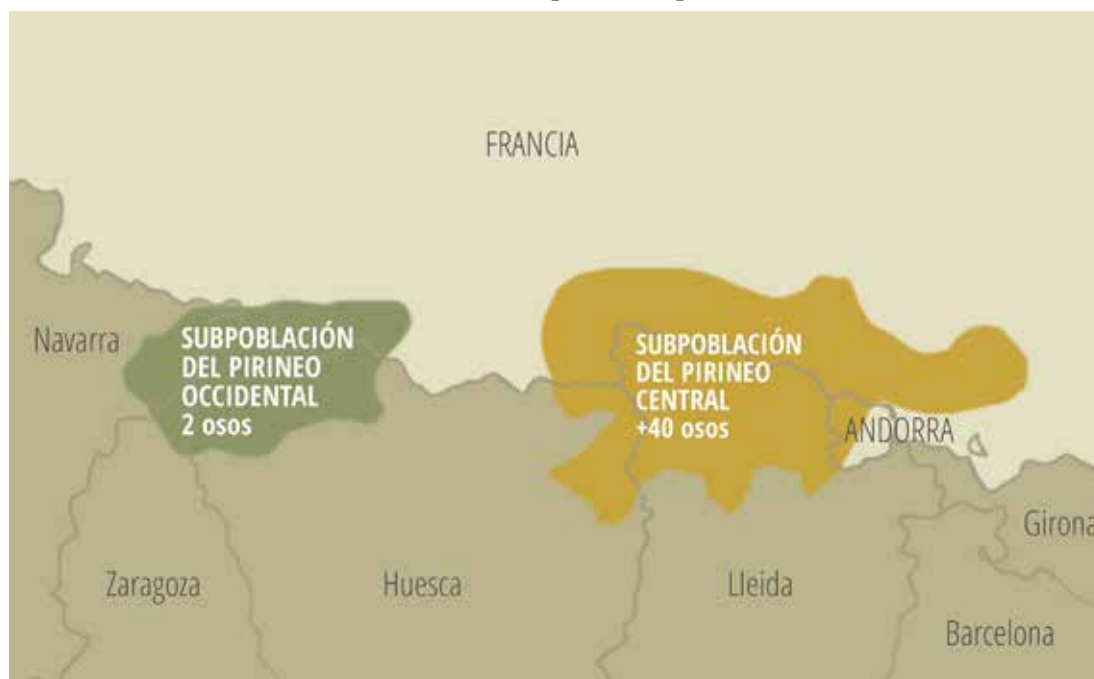 FRANCIA
Navarra
SUBPOBLACIÓN
DEL PIRINEO
OCCIDENTAL
2 osos
SUBPOBLACIÓN
DEL PIRINEO
CENTRAL
+40 osos
ANDORRA
Girona
Zaragoza
Huesca
Lleida
Barcelona